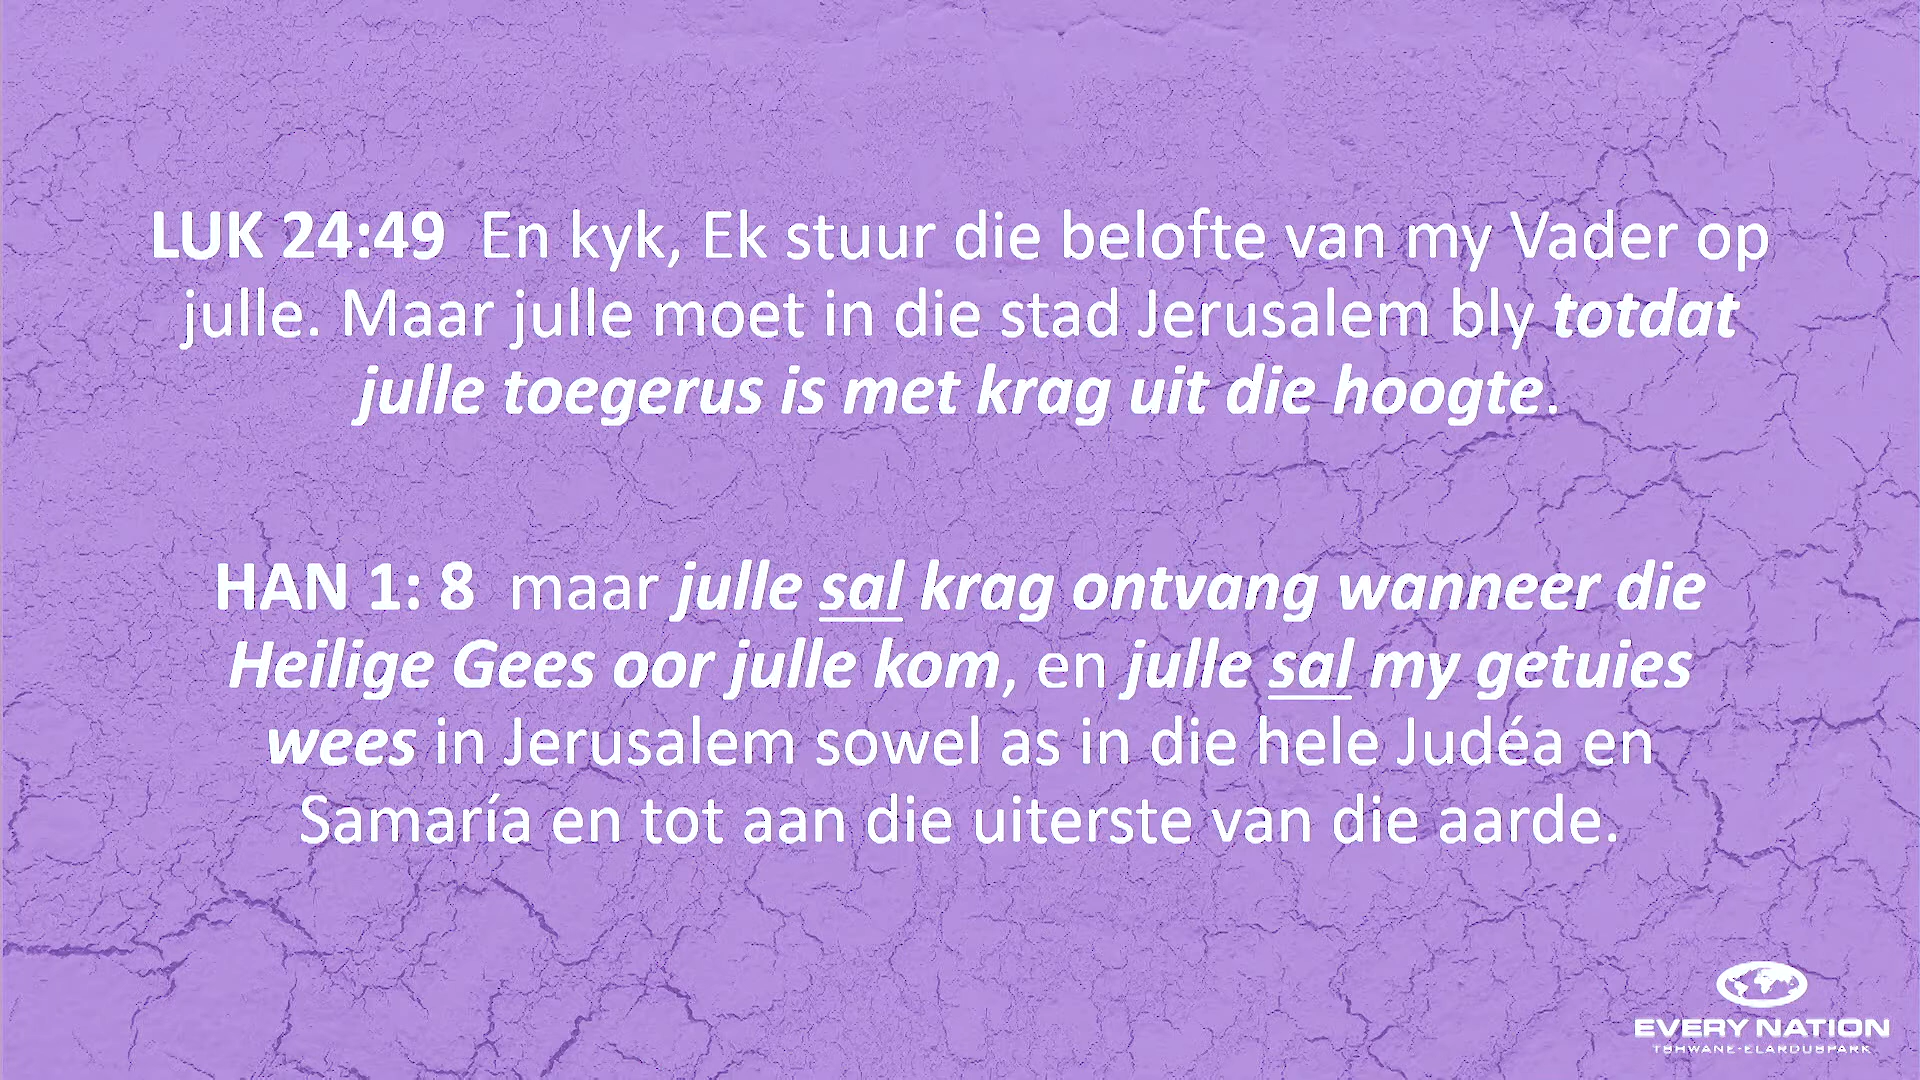 LUK 24:49  En kyk, Ek stuur die belofte van my Vader op
julle. Maar julle moet in die stad Jerusalem bly totdat
julle toegerus is met krag uit die hoogte.
HAN 1: 8  maar julle sal krag ontvang wanneer die
Heilige Gees oor julle kom, en julle sal my getuies
wees in Jerusalem sowel as in die hele Judéa en
Samaría en tot aan die uiterste van die aarde.
EVERY NATION
TSHWANE-ELARDUSPARK